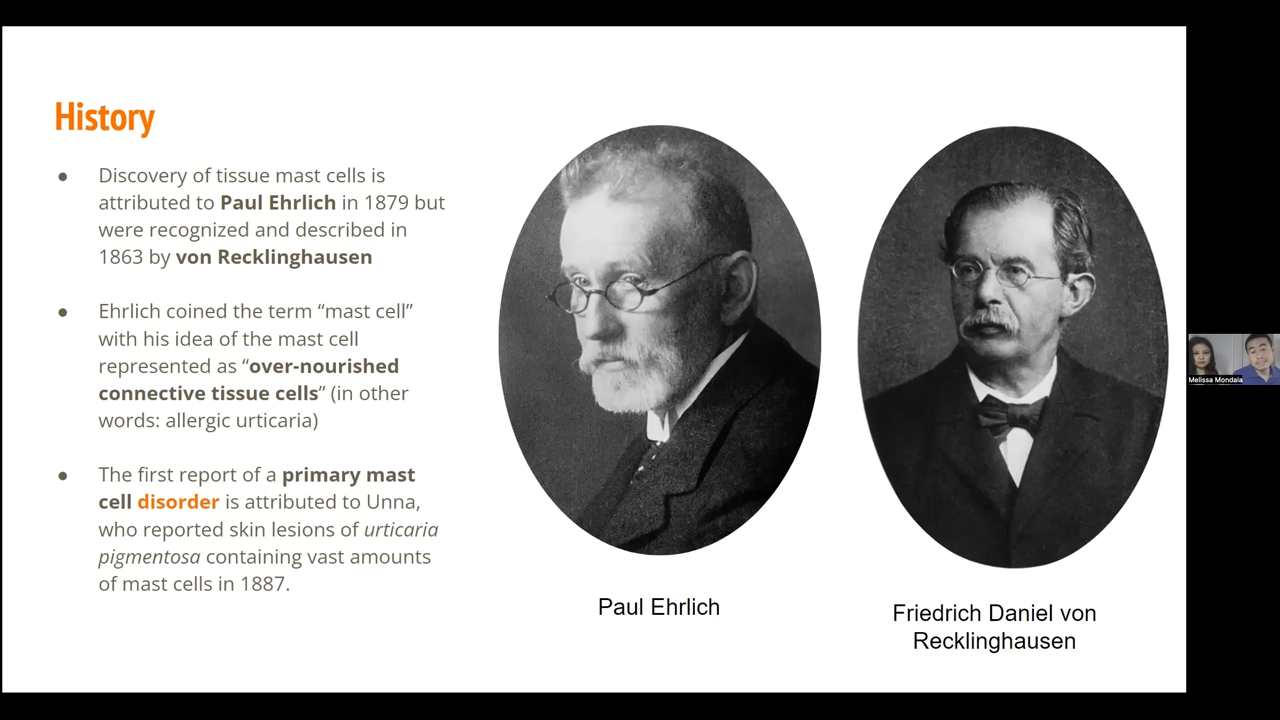 History
● Discovery of tissue mast cells is
attributed to Paul Ehrlich in 1879 but
were recognized and described in
1863 by von Recklinghausen
● Ehrlich coined the term “mast cell”
with his idea of the mast cell
represented as “over-nourished
connective tissue cells” (in other
words: allergic urticaria)
● The first report of a primary mast
cell disorder is attributed to Unna,
who reported skin lesions of urticaria
pigmentosa containing vast amounts
of mast cells in 1887.
Paul Ehrlich
Friedrich Daniel von
Recklinghausen
Melissa Mondala